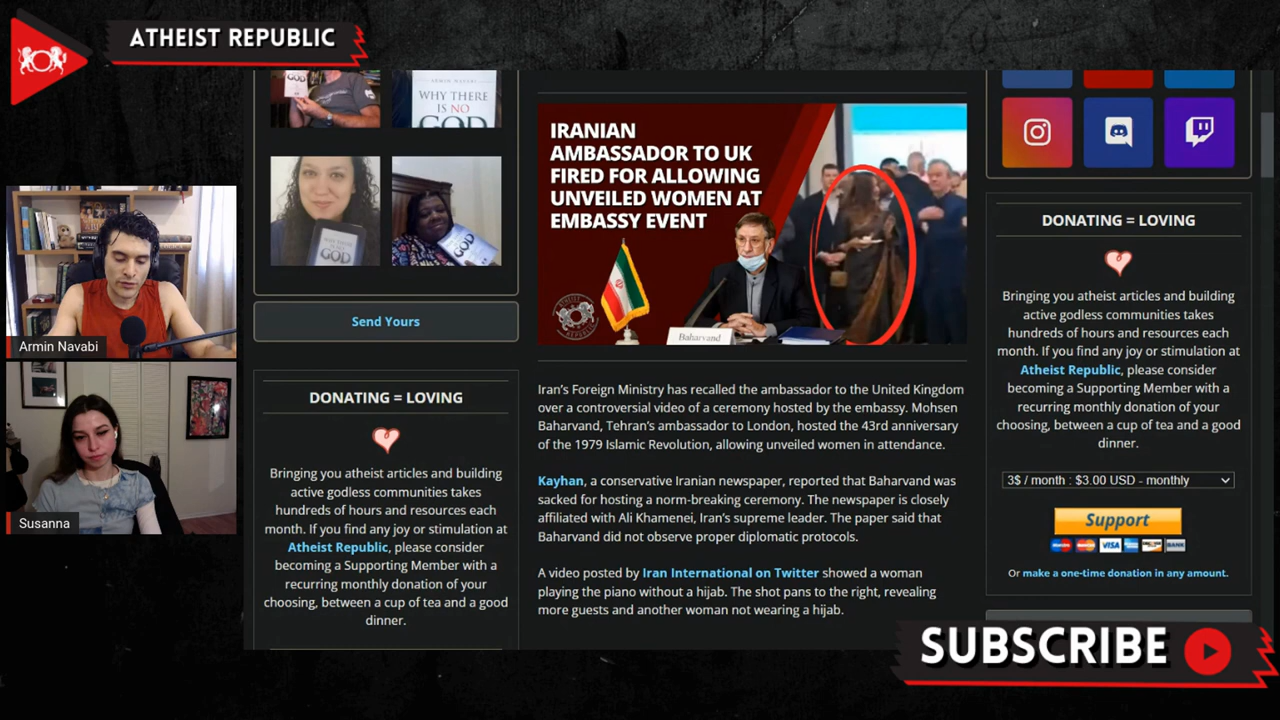 ATHEIST REPUBLIC
WHY THERE
IS NO
GOD
GOD
GOD
Send Yours
DONATING = LOVING
Bringing you atheist articles and building
active godless communities takes
hundreds of hours and resources each
month. If you find any joy or stimulation at
Atheist Republic, please consider
becoming a Supporting Member with a
recurring monthly donation of your
choosing, between a cup of tea and a good
dinner.
IRANIAN
AMBASSADOR TO UK
FIRED FOR ALLOWING
UNVEILED WOMEN AT
EMBASSY EVENT
Baharvand
Iran's Foreign Ministry has recalled the ambassador to the United Kingdom
over a controversial video of a ceremony hosted by the embassy. Mohsen
Baharvand, Tehran's ambassador to London, hosted the 43rd anniversary
of the 1979 Islamic Revolution, allowing unveiled women in attendance.
Kayhan, a conservative Iranian newspaper, reported that Baharvand was
sacked for hosting a norm-breaking ceremony. The newspaper is closely
affiliated with Ali Khamenei, Iran's supreme leader. The paper said that
Baharvand did not observe proper diplomatic protocols.
A video posted by Iran International on Twitter showed a woman
playing the piano without a hijab. The shot pans to the right, revealing
more guests and another woman not wearing a hijab.
DONATING = LOVING
Bringing you atheist articles and building
active godless communities takes
hundreds of hours and resources each
month. If you find any joy or stimulation at
Atheist Republic, please consider
becoming a Supporting Member with a
recurring monthly donation of your
choosing, between a cup of tea and a good
dinner.
3$ / month : $3.00 USD - monthly
Support
VISA
BANK
Or make a one-time donation in any amount.
Armin Navabi
Susanna
SUBSCRIBE